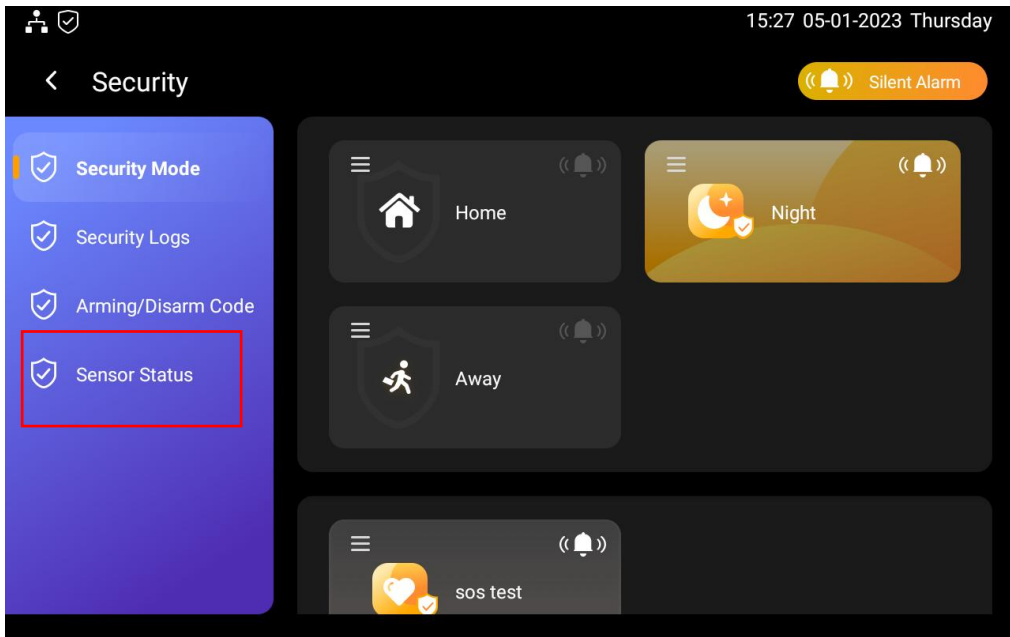 15:27 05-01-2023 Thursday
Security
Silent Alarm
Security Mode
Security Logs
Arming/Disarm Code
Sensor Status
Home
Night
Away
sos test